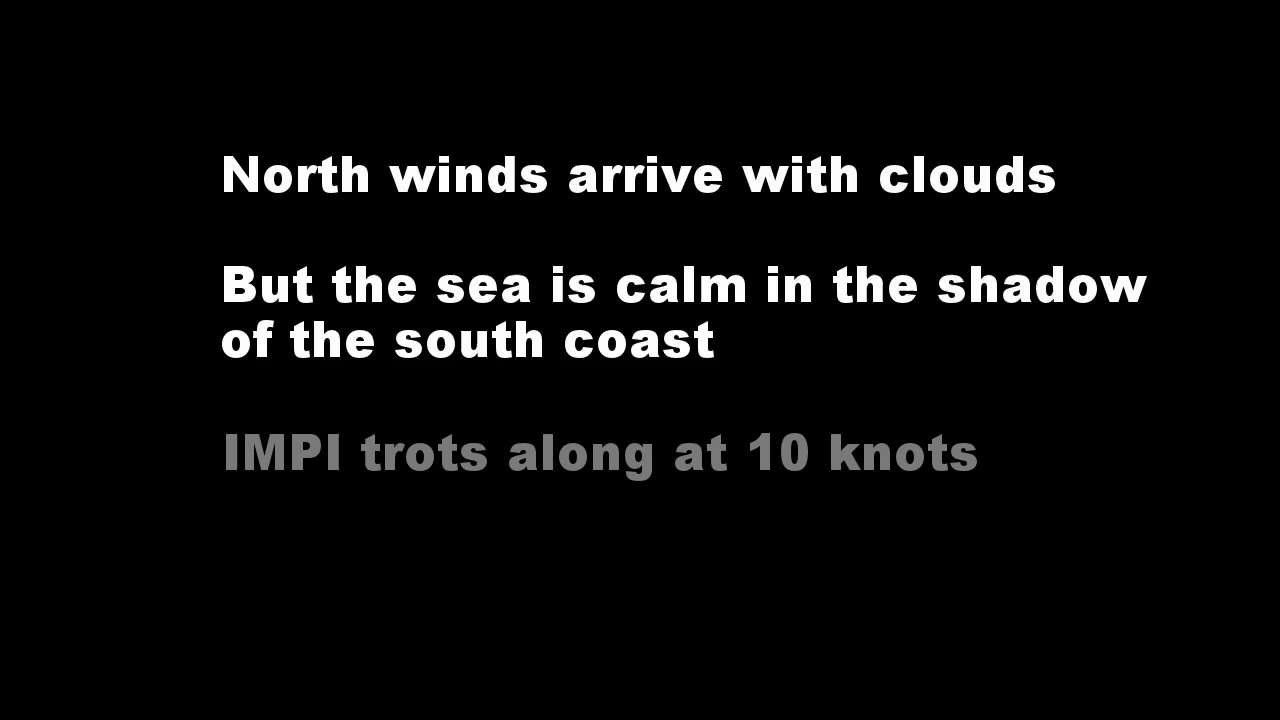 North winds arrive with clouds
But the sea is calm in the shadow
of the south coast
IMPI trots along at 10 knots